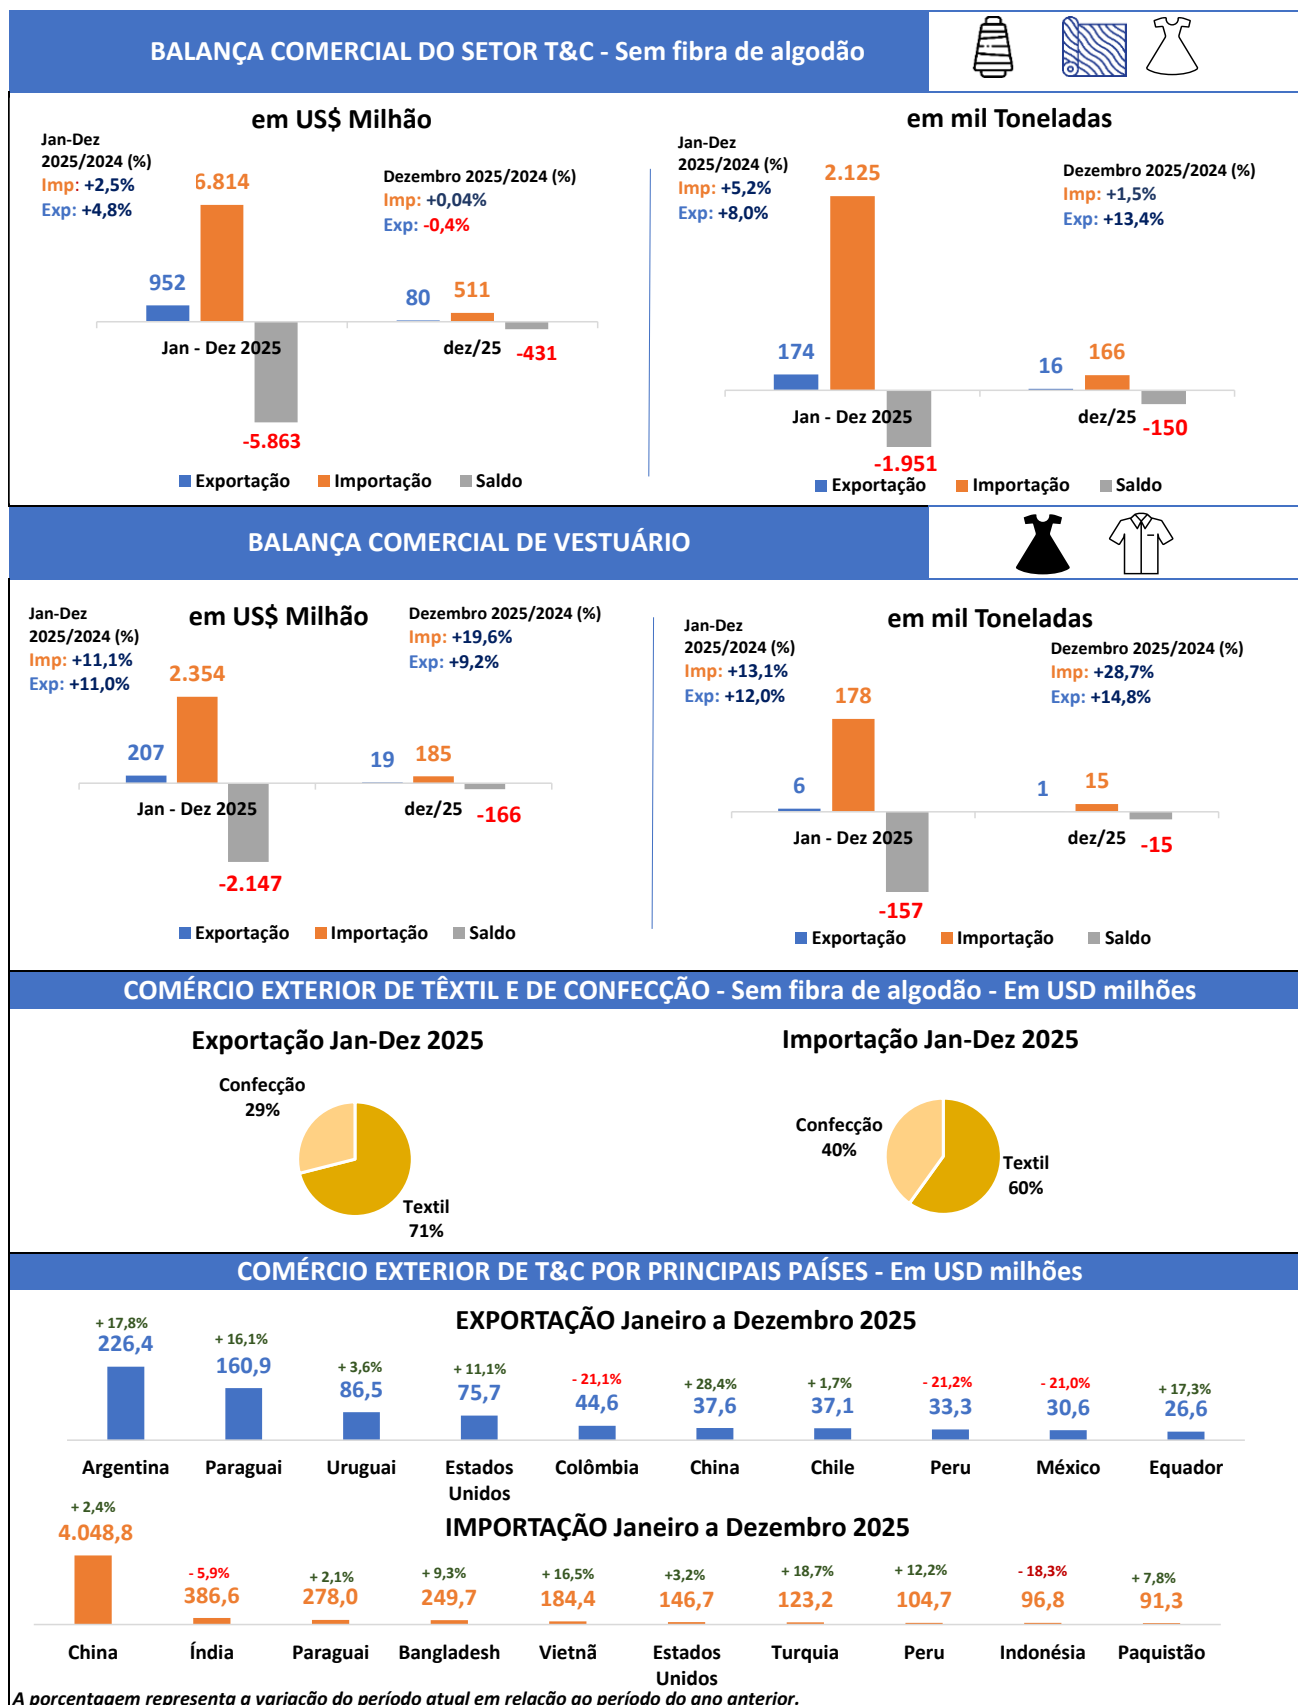 BALANÇA COMERCIAL DO SETOR T&C - Sem fibra de algodão
em US$ Milhão
Jan-Dez
2025/2024 (%)
Imp: +2,5%
Exp: +4,8%
Dezembro 2025/2024 (%)
Imp: +0,04%
Exp: -0,4%
952
6.814
-5.863
80
511
-431
Jan - Dez 2025
dez/25
Exportação
Importação
Saldo
em mil Toneladas
Jan-Dez
2025/2024 (%)
Imp: +5,2%
Exp: +8,0%
Dezembro 2025/2024 (%)
Imp: +1,5%
Exp: +13,4%
174
2.125
-1.951
16
166
-150
Jan - Dez 2025
dez/25
Exportação
Importação
Saldo
BALANÇA COMERCIAL DE VESTUÁRIO
Jan-Dez
2025/2024 (%)
Imp: +11,1%
Exp: +11,0%
em US$ Milhão
Dezembro 2025/2024 (%)
Imp: +19,6%
Exp: +9,2%
207
2.354
-2.147
19
185
-166
Jan - Dez 2025
dez/25
Exportação
Importação
Saldo
em mil Toneladas
Jan-Dez
2025/2024 (%)
Imp: +13,1%
Exp: +12,0%
Dezembro 2025/2024 (%)
Imp: +28,7%
Exp: +14,8%
6
178
-157
1
15
-15
Jan - Dez 2025
dez/25
Exportação
Importação
Saldo
COMÉRCIO EXTERIOR DE TÊXTIL E DE CONFECÇÃO - Sem fibra de algodão - Em USD milhões
Exportação Jan-Dez 2025
Confecção
29%
Textil
71%
Importação Jan-Dez 2025
Confecção
40%
Textil
60%
COMÉRCIO EXTERIOR DE T&C POR PRINCIPAIS PAÍSES - Em USD milhões
EXPORTAÇÃO Janeiro a Dezembro 2025
+ 17,8%
226,4
Argentina
+ 16,1%
160,9
Paraguai
+ 3,6%
86,5
Uruguai
+ 11,1%
75,7
Estados
Unidos
- 21,1%
44,6
Colômbia
+ 28,4%
37,6
China
+ 1,7%
37,1
Chile
- 21,2%
33,3
Peru
- 21,0%
30,6
México
+ 17,3%
26,6
Equador
IMPORTAÇÃO Janeiro a Dezembro 2025
+ 2,4%
4.048,8
China
- 5,9%
386,6
Índia
+ 2,1%
278,0
Paraguai
+ 9,3%
249,7
Bangladesh
+ 16,5%
184,4
Vietnã
+3,2%
146,7
Estados
Unidos
+ 18,7%
123,2
Turquia
+ 12,2%
104,7
Peru
- 18,3%
96,8
Indonésia
+ 7,8%
91,3
Paquistão
A porcentagem representa a variação do período atual em relação ao período do ano anterior.